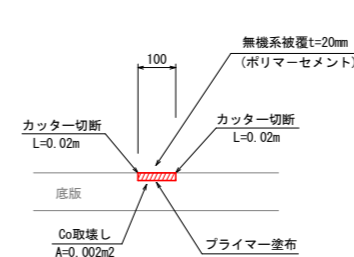 無機系被覆t=20mm
(ポリマーセメント)
100
カッター切断
L=0.02m
カッター切断
L=0.02m
底版
Co取壊し
A=0.002m2
プライマー塗布